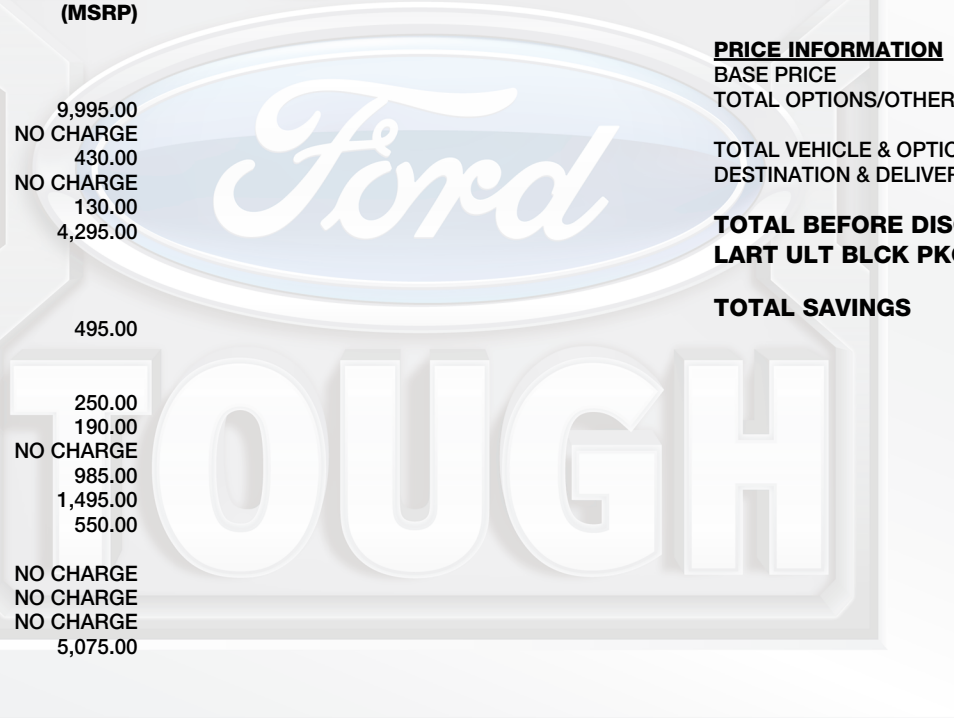 (MSRP)
9,995.00
NO CHARGE
430.00
NO CHARGE
130.00
4,295.00
495.00
250.00
190.00
NO CHARGE
985.00
1,495.00
550.00
NO CHARGE
NO CHARGE
NO CHARGE
5,075.00
Ford
TOUGH
PRICE INFORMATION
BASE PRICE
TOTAL OPTIONS/OTHER
TOTAL VEHICLE & OPTIO
DESTINATION & DELIVER
TOTAL BEFORE DISC
LART ULT BLCK PKG
TOTAL SAVINGS